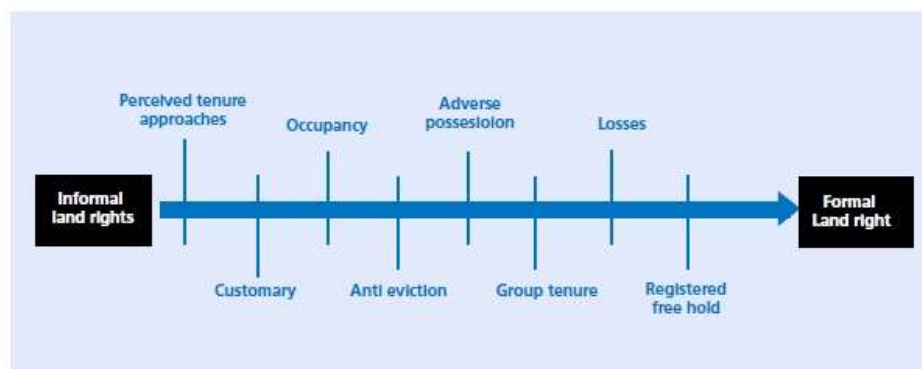 Perceived tenure
approaches
Occupancy
Adverse
possesioion
Losses
Informal
land rights
Formal
Land right
Customary
Anti eviction
Group tenure
Registered
free hold